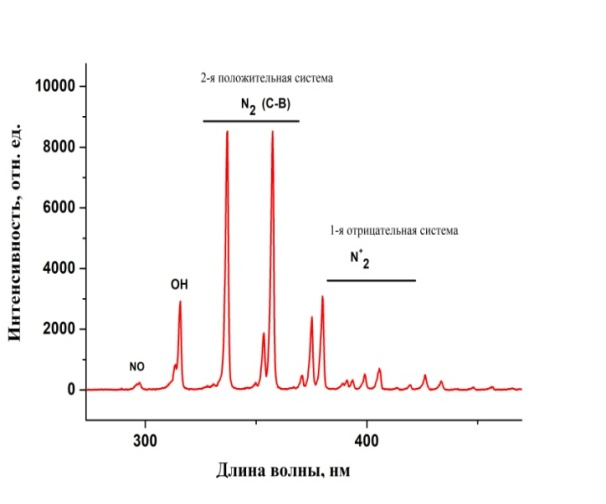 2-я положительная система
N2 (C-B)
1-я отрицательная система
N+2
OH
NO
Интенсивность, отн. ед.
10000
8000
6000
4000
2000
0
300
400
Длина волны, нм